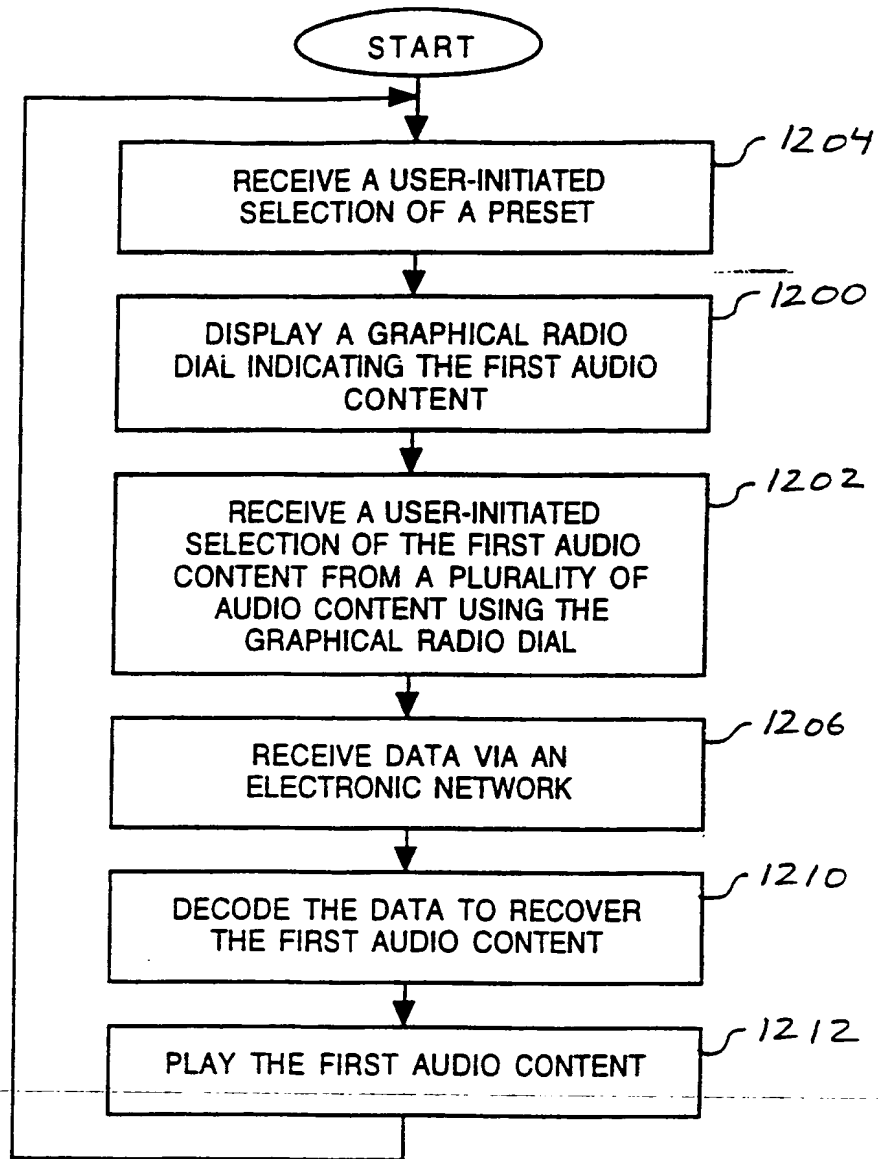 START
1204
RECEIVE A USER-INITIATED
SELECTION OF A PRESET
1200
DISPLAY A GRAPHICAL RADIO
DIAL INDICATING THE FIRST AUDIO
CONTENT
1202
RECEIVE A USER-INITIATED
SELECTION OF THE FIRST AUDIO
CONTENT FROM A PLURALITY OF
AUDIO CONTENT USING THE
GRAPHICAL RADIO DIAL
1206
RECEIVE DATA VIA AN
ELECTRONIC NETWORK
1210
DECODE THE DATA TO RECOVER
THE FIRST AUDIO CONTENT
1212
PLAY THE FIRST AUDIO CONTENT